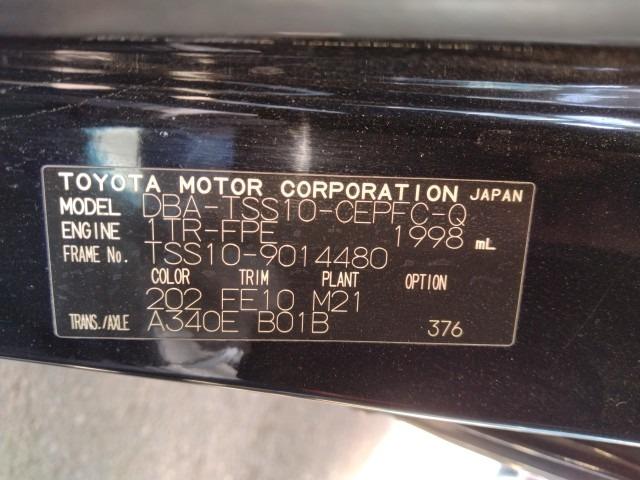 TOYOTA MOTOR CORPORATION JAPAN
MODEL DBA-TSS10-CEPFC-Q
ENGINE 1TR-FPE 1998 mL
FRAME No. TSS10-9014480
COLOR TRIM PLANT OPTION
202 FE10 M21
TRANS./AXLE A340E B01B 376